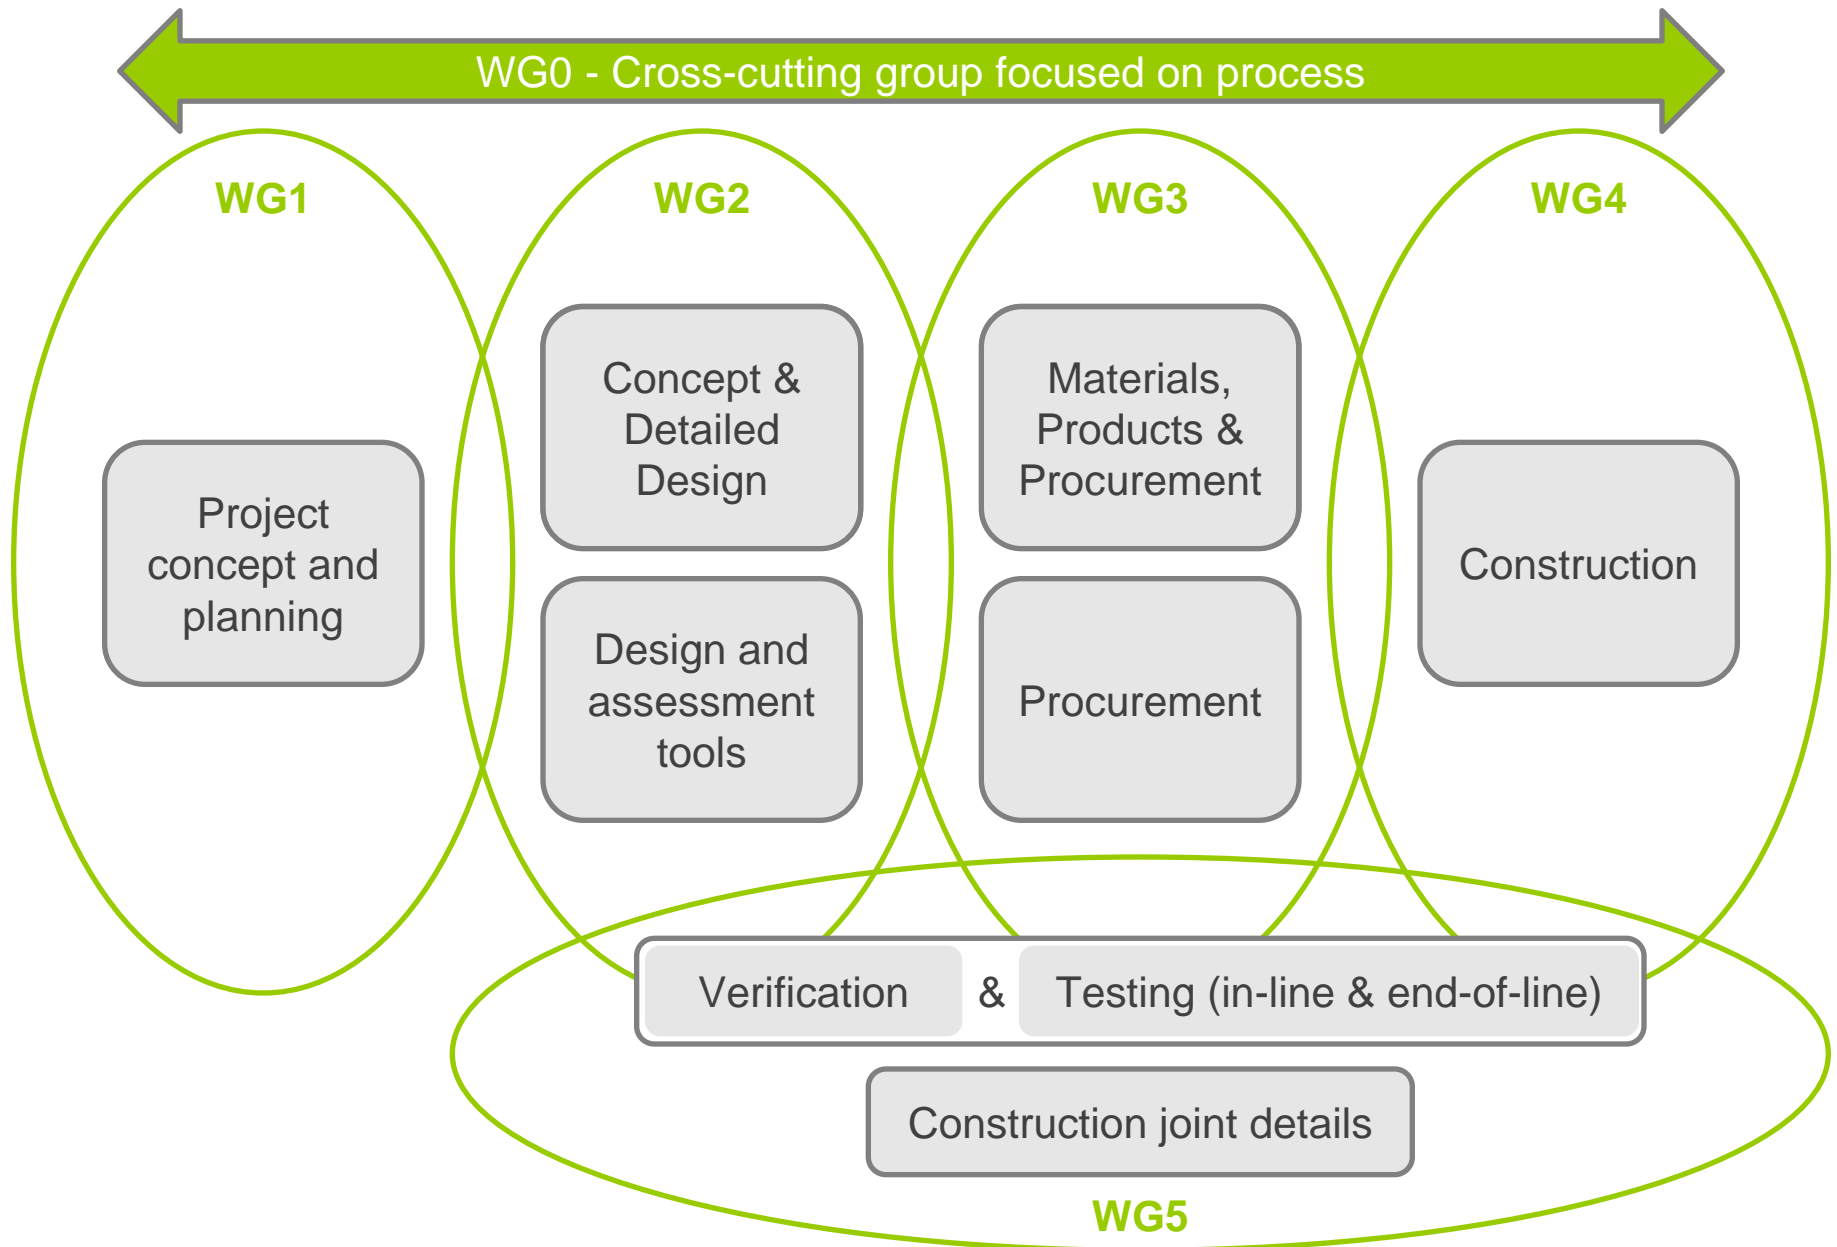 WG0 - Cross-cutting group focused on process
WG1
WG2
WG3
WG4
Project
concept and
planning
Concept &
Detailed
Design
Design and
assessment
tools
Materials,
Products &
Procurement
Procurement
Construction
Verification & Testing (in-line & end-of-line)
Construction joint details
WG5